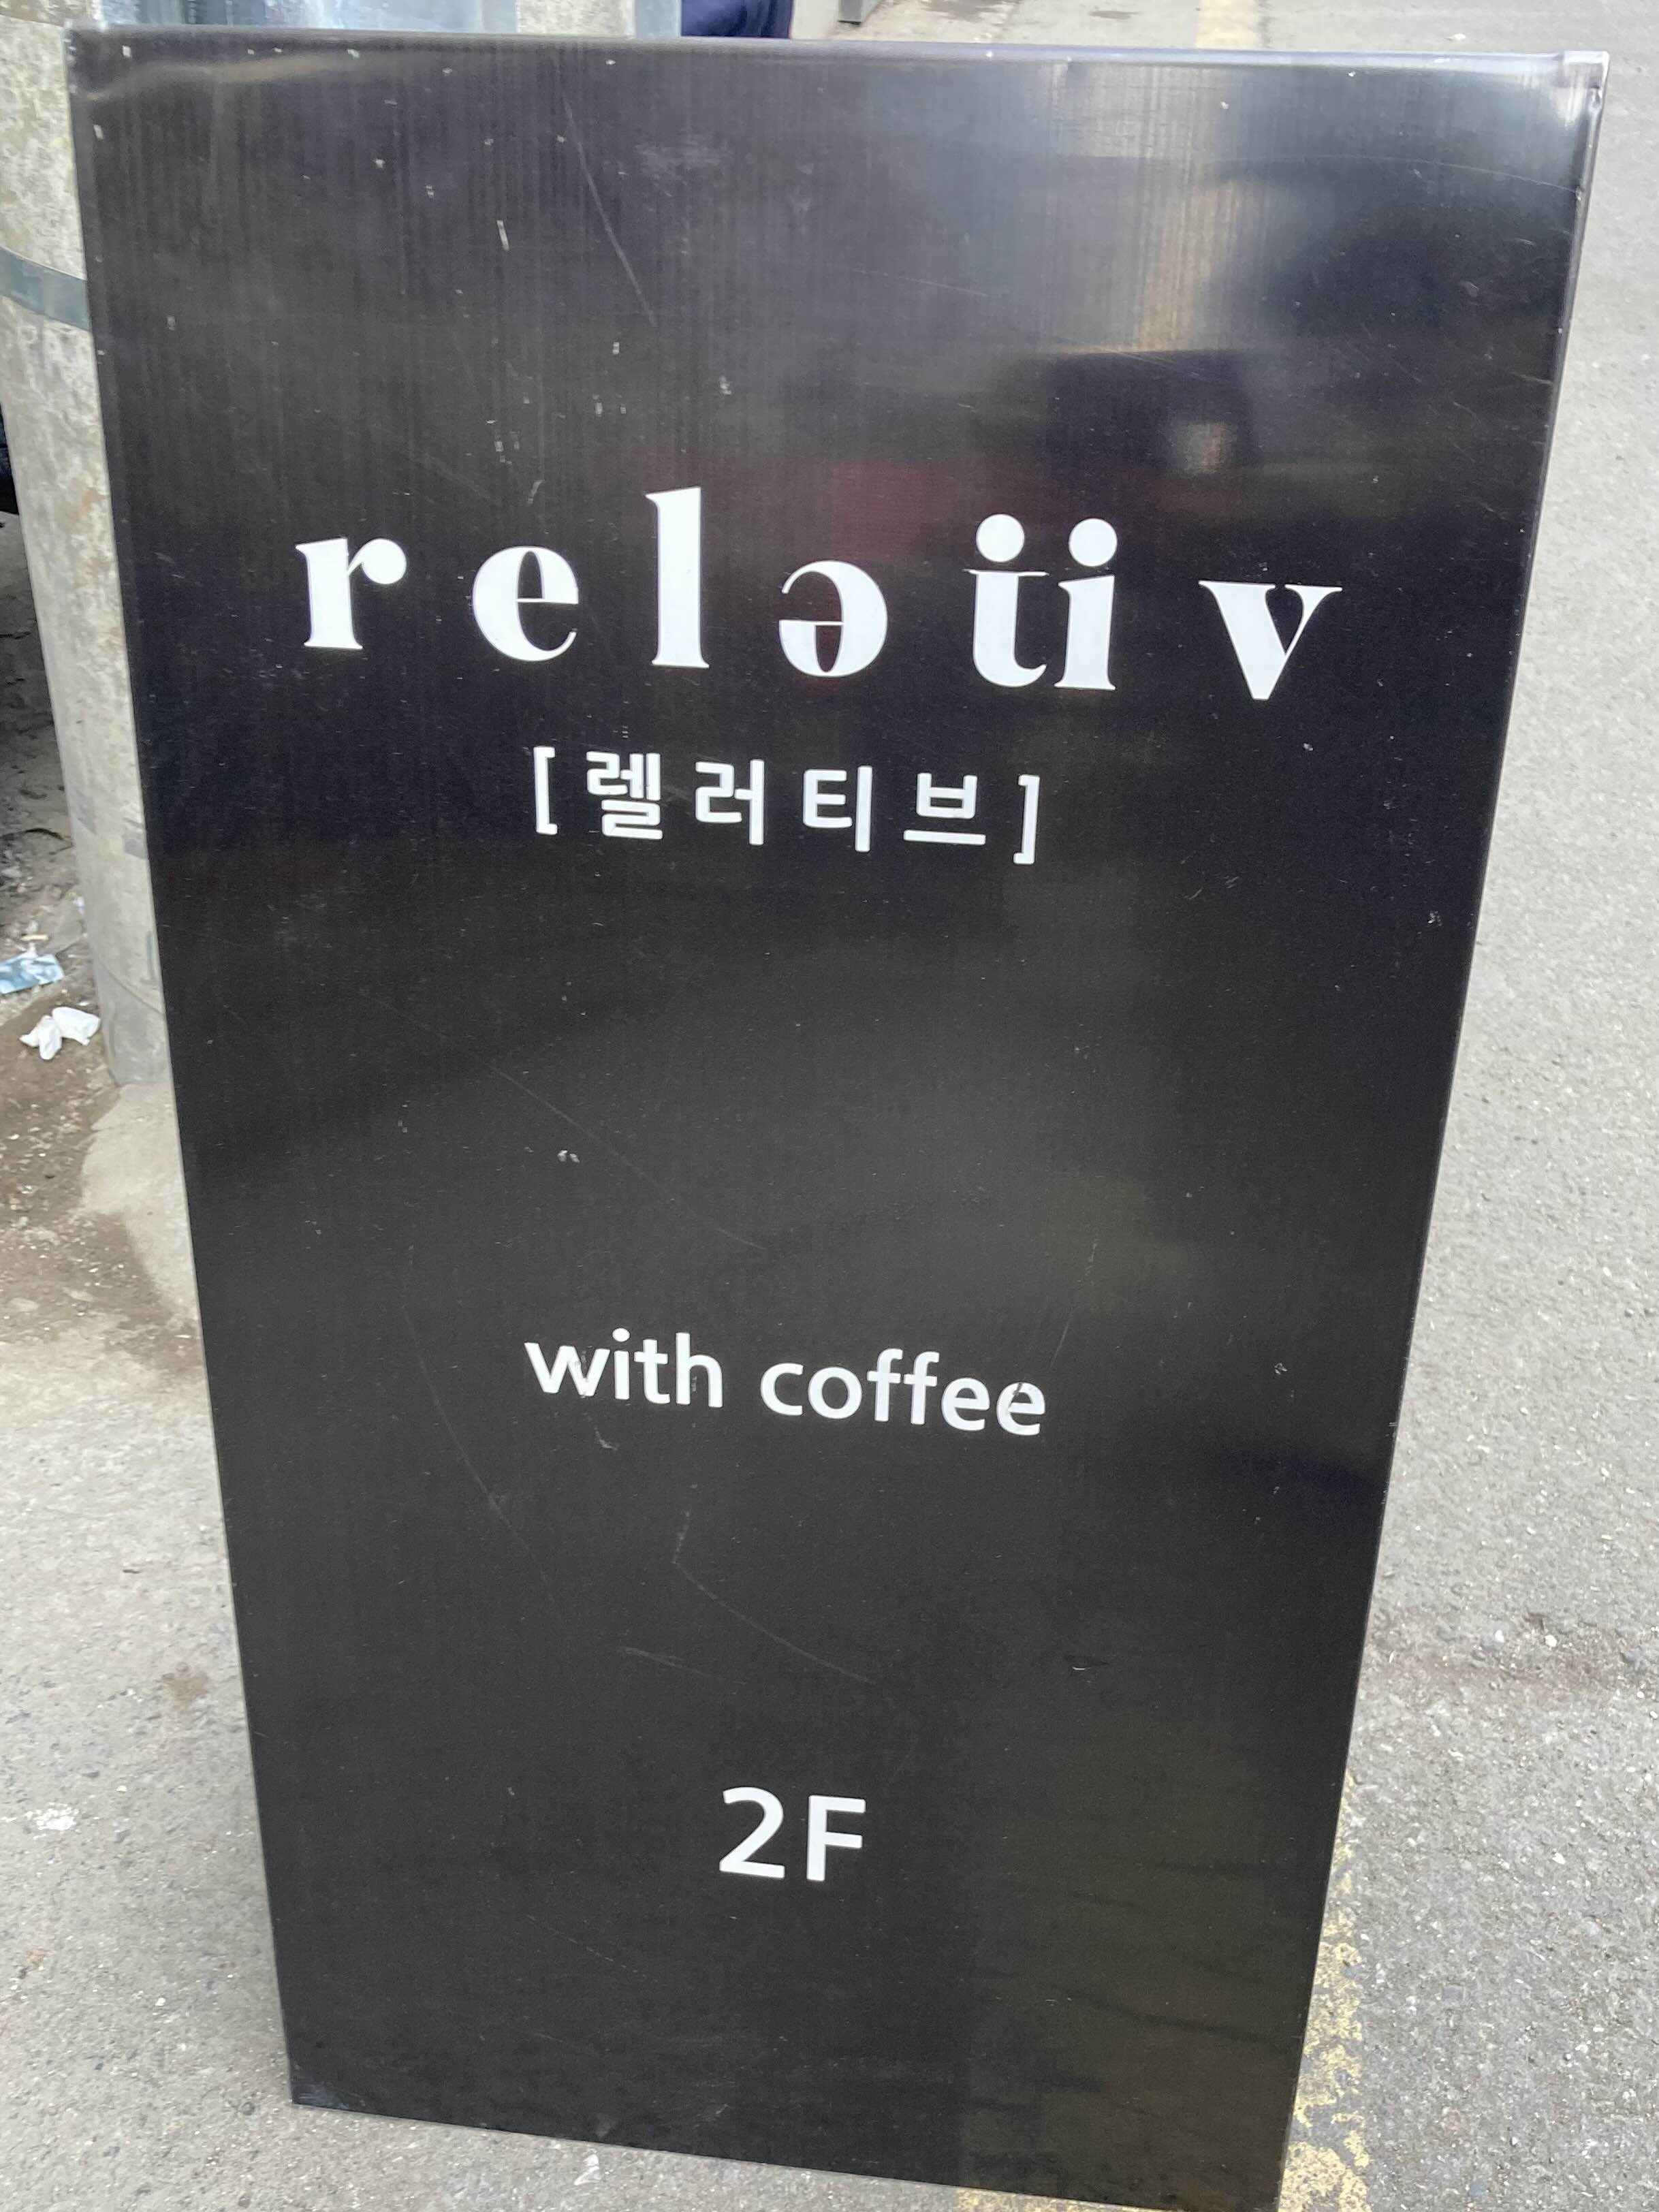 relətiv
[렐러티브]
with coffee
2F